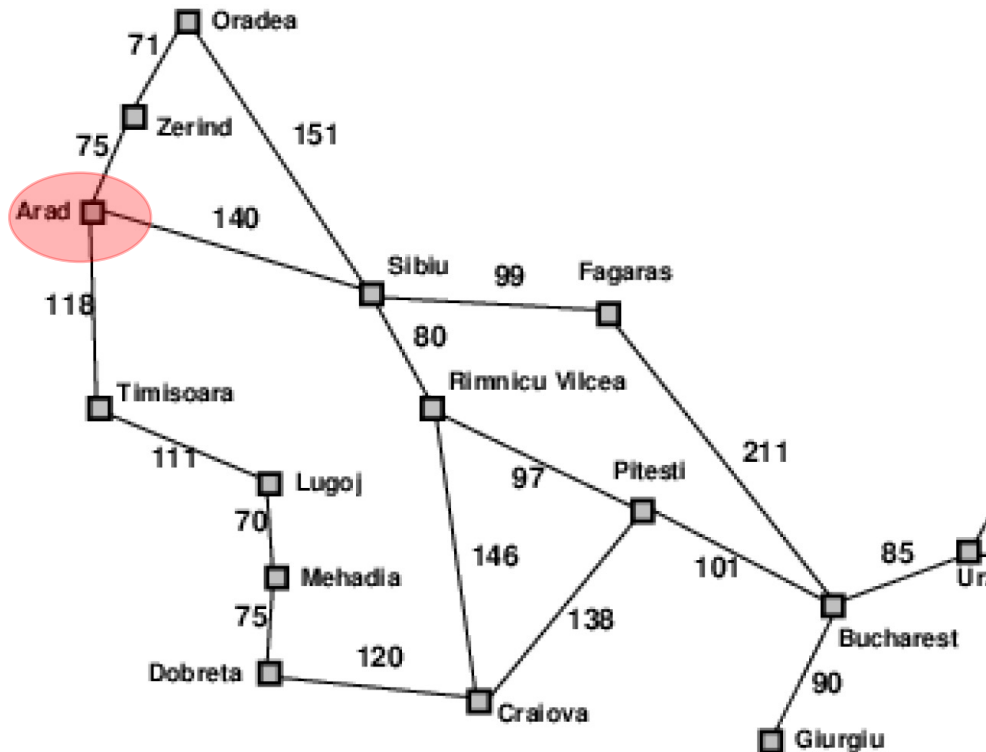 Oradea
71
Zerind
151
75
Arad
140
Sibiu
99
Fagaras
118
80
Timisoara
Rimnicu Vilcea
111
211
Lugoj
97
Pitesti
70
146
101
85
Mehadia
Ur
75
138
Bucharest
Dobreta
120
90
Craiova
Giurgiu